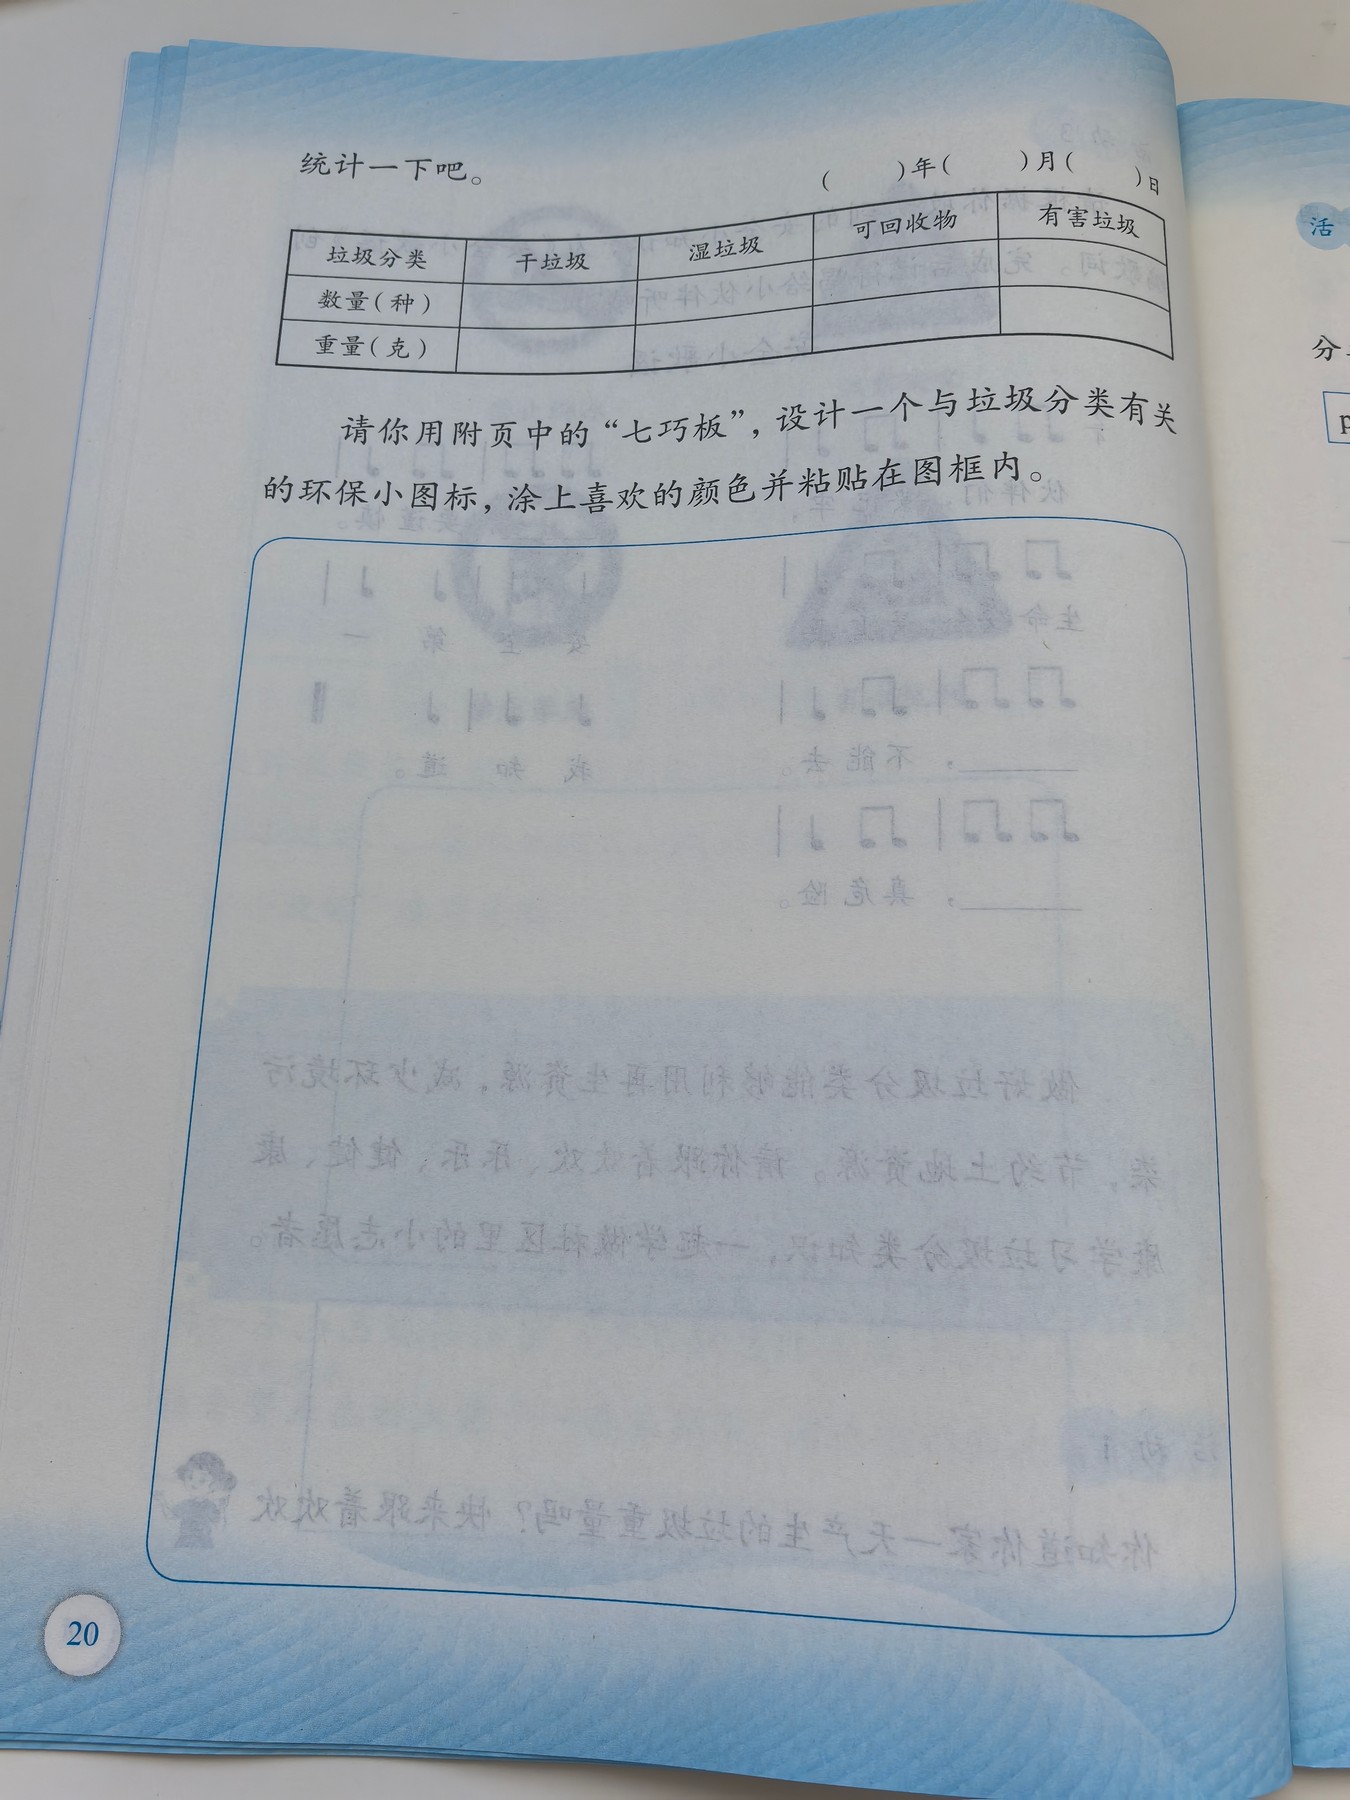 统计一下吧。
(　　)年(　　)月(　　)日
垃圾分类 干垃圾 湿垃圾 可回收物 有害垃圾
数量(种)
重量(克)
请你用附页中的“七巧板”，设计一个与垃圾分类有关
的环保小图标，涂上喜欢的颜色并粘贴在图框内。
20
活
分
p